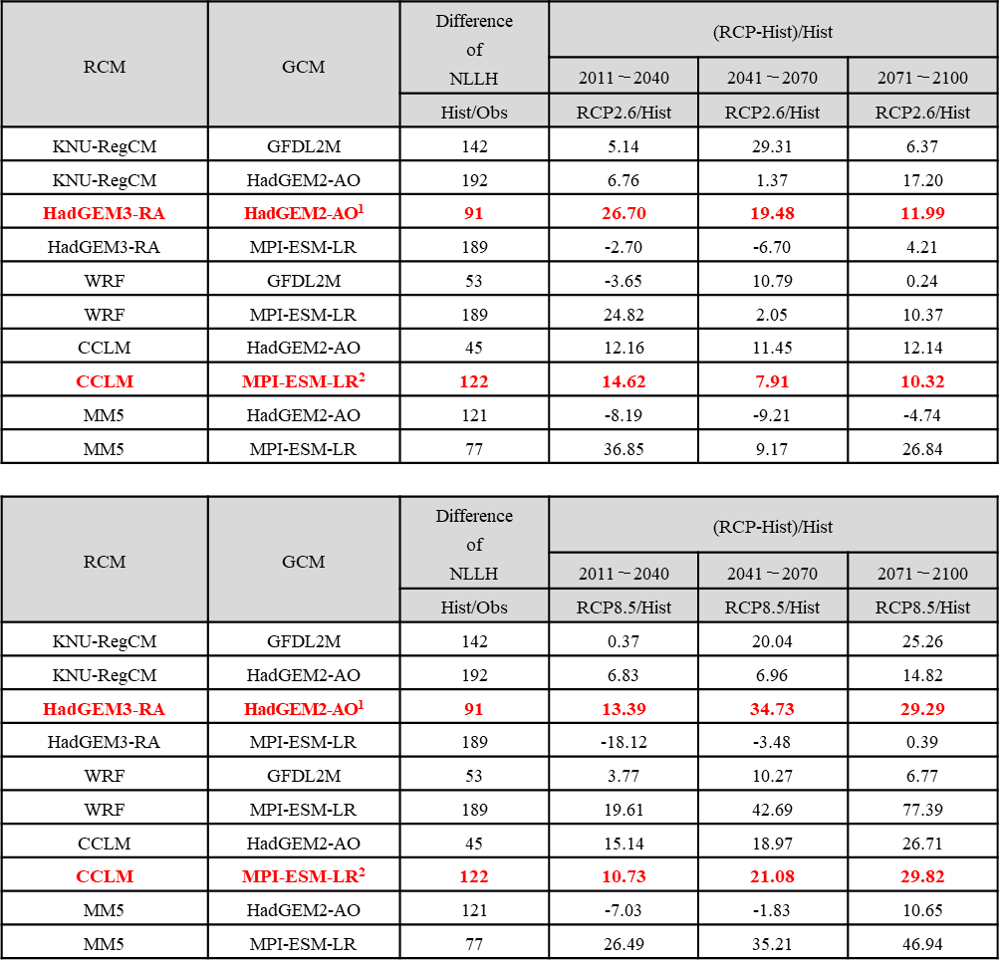 RCM GCM Difference of NLLH (RCP-Hist)/Hist
2011～2040 2041～2070 2071～2100
Hist/Obs RCP2.6/Hist RCP2.6/Hist RCP2.6/Hist
KNU-RegCM GFDL2M 142 5.14 29.31 6.37
KNU-RegCM HadGEM2-AO 192 6.76 1.37 17.20
HadGEM3-RA HadGEM2-AO¹ 91 26.70 19.48 11.99
HadGEM3-RA MPI-ESM-LR 189 -2.70 -6.70 4.21
WRF GFDL2M 53 -3.65 10.79 0.24
WRF MPI-ESM-LR 189 24.82 2.05 10.37
CCLM HadGEM2-AO 45 12.16 11.45 12.14
CCLM MPI-ESM-LR² 122 14.62 7.91 10.32
MM5 HadGEM2-AO 121 -8.19 -9.21 -4.74
MM5 MPI-ESM-LR 77 36.85 9.17 26.84
RCM GCM Difference of NLLH (RCP-Hist)/Hist
2011～2040 2041～2070 2071～2100
Hist/Obs RCP8.5/Hist RCP8.5/Hist RCP8.5/Hist
KNU-RegCM GFDL2M 142 0.37 20.04 25.26
KNU-RegCM HadGEM2-AO 192 6.83 6.96 14.82
HadGEM3-RA HadGEM2-AO¹ 91 13.39 34.73 29.29
HadGEM3-RA MPI-ESM-LR 189 -18.12 -3.48 0.39
WRF GFDL2M 53 3.77 10.27 6.77
WRF MPI-ESM-LR 189 19.61 42.69 77.39
CCLM HadGEM2-AO 45 15.14 18.97 26.71
CCLM MPI-ESM-LR² 122 10.73 21.08 29.82
MM5 HadGEM2-AO 121 -7.03 -1.83 10.65
MM5 MPI-ESM-LR 77 26.49 35.21 46.94